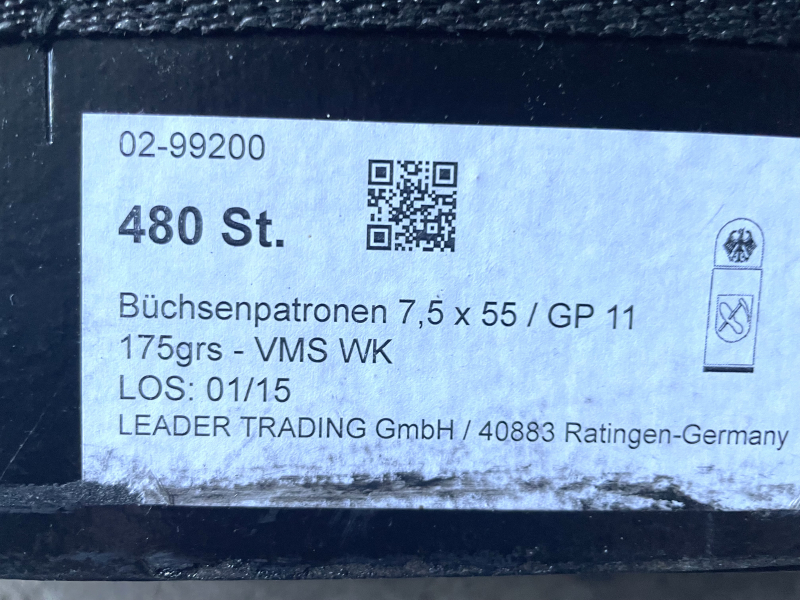 02-99200
480 St.
Büchsenpatronen 7,5 x 55 / GP 11
175grs - VMS WK
LOS: 01/15
LEADER TRADING GmbH / 40883 Ratingen-Germany